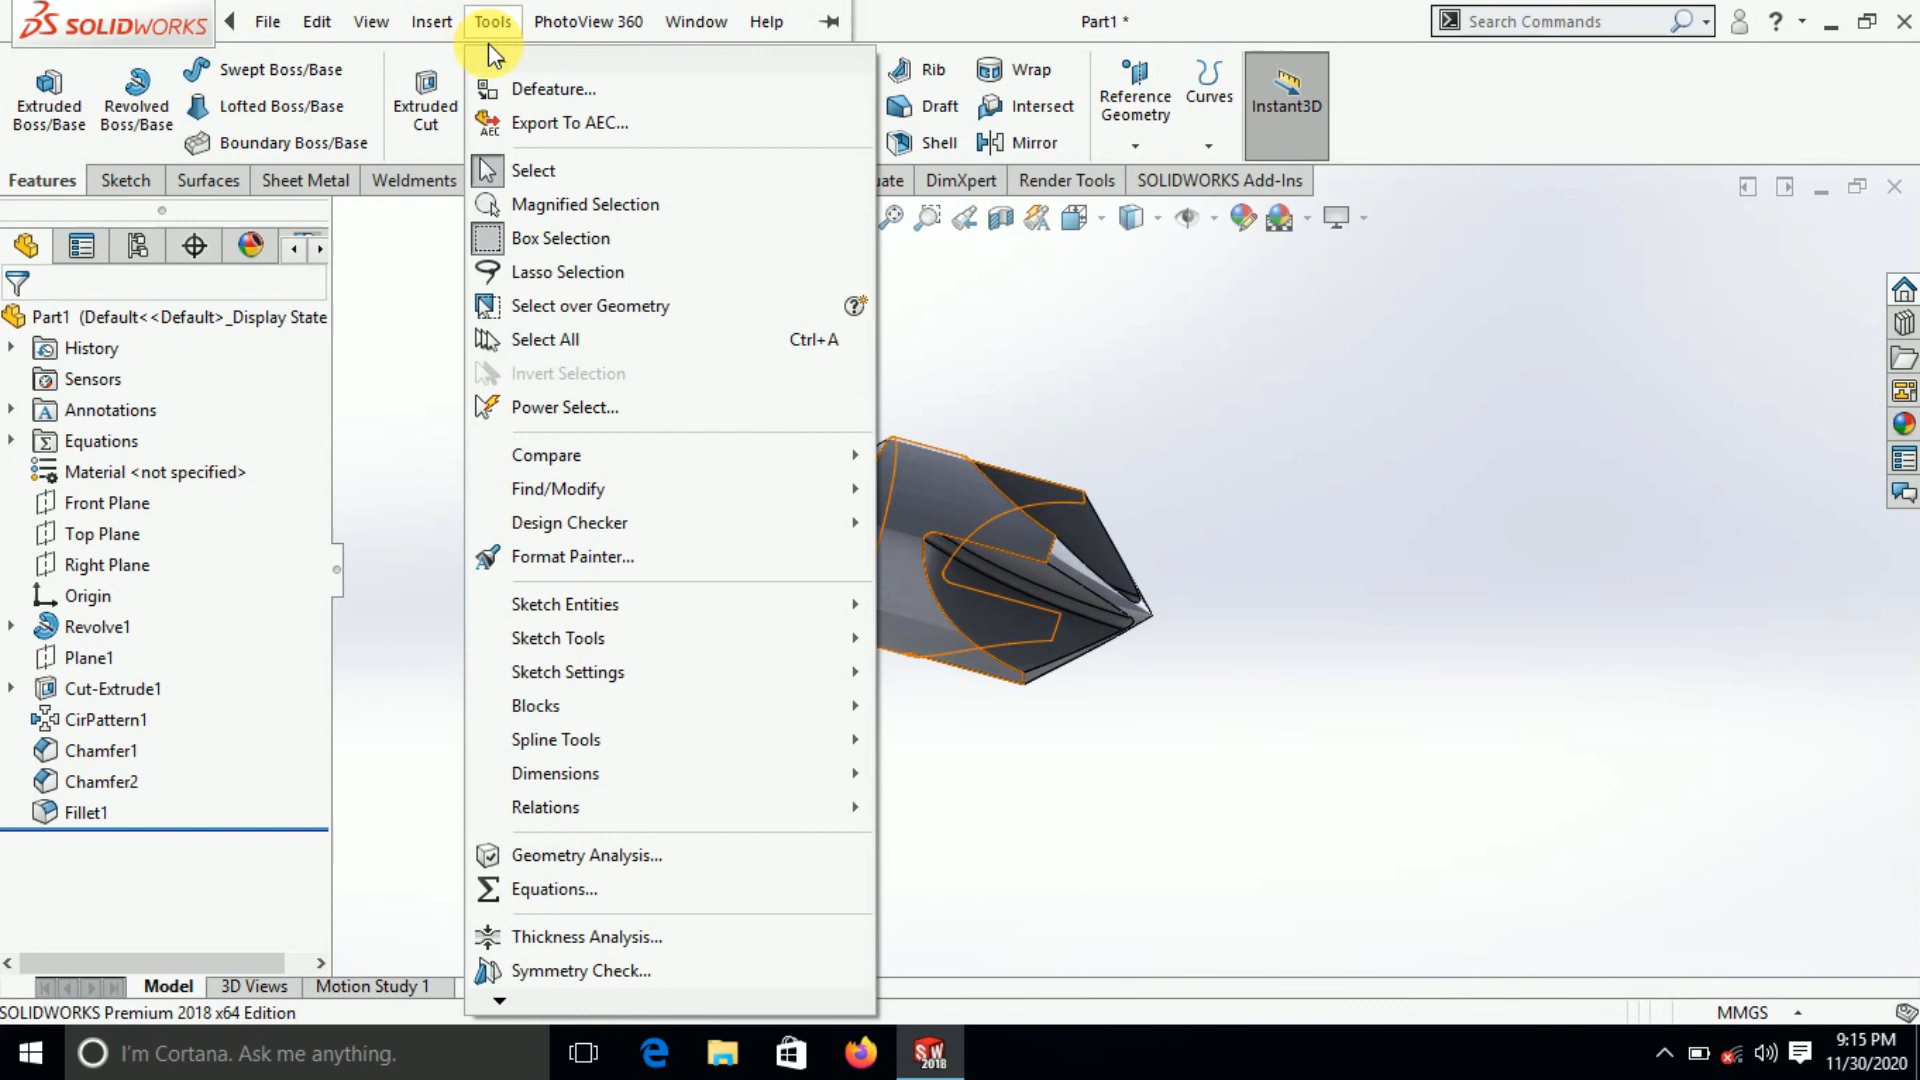 SOLIDWORKS File Edit View Insert Tools PhotoView 360 Window Help Part1 * Search Commands ?
Extruded Boss/Base
Revolved Boss/Base
Swept Boss/Base
Lofted Boss/Base
Boundary Boss/Base
Extruded Cut
Rib
Draft
Shell
Wrap
Intersect
Mirror
Reference Geometry
Curves
Instant3D
Features Sketch Surfaces Sheet Metal Weldments uate DimXpert Render Tools SOLIDWORKS Add-Ins
Part1 (Default<<Default>_Display State
History
Sensors
Annotations
Equations
Material <not specified>
Front Plane
Top Plane
Right Plane
Origin
Revolve1
Plane1
Cut-Extrude1
CirPattern1
Chamfer1
Chamfer2
Fillet1
Defeature...
AEC Export To AEC...
Select
Magnified Selection
Box Selection
Lasso Selection
Select over Geometry
Select All Ctrl+A
Invert Selection
Power Select...
Compare
Find/Modify
Design Checker
Format Painter...
Sketch Entities
Sketch Tools
Sketch Settings
Blocks
Spline Tools
Dimensions
Relations
Geometry Analysis...
Equations...
Thickness Analysis...
Symmetry Check...
Model 3D Views Motion Study 1
SOLIDWORKS Premium 2018 x64 Edition MMGS
I'm Cortana. Ask me anything. SW 2018 9:15 PM
11/30/2020